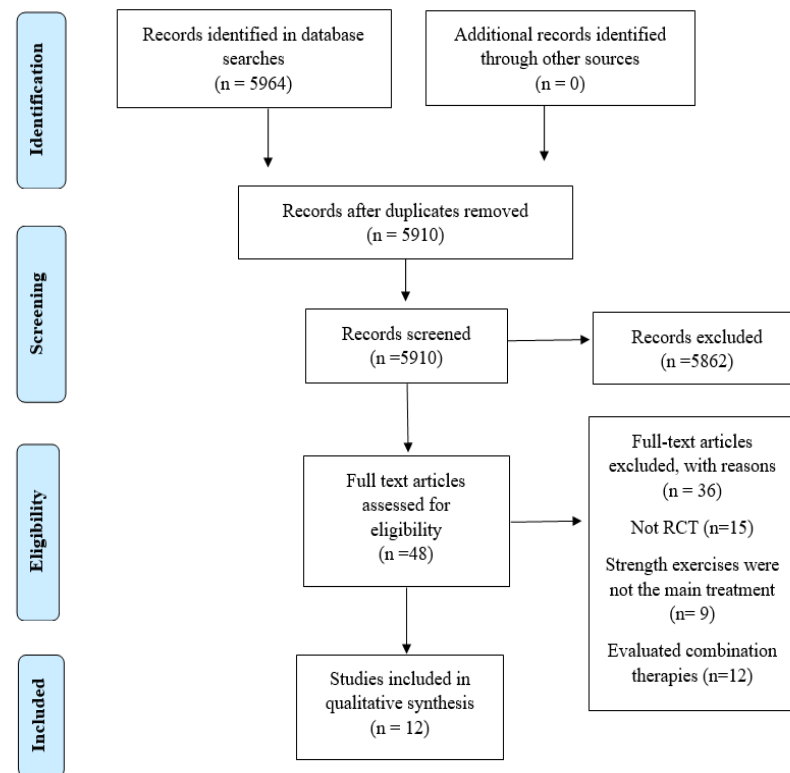 Identification
Records identified in database
searches
(n = 5964)
Additional records identified
through other sources
(n = 0)
Records after duplicates removed
(n = 5910)
Screening
Records screened
(n =5910)
Records excluded
(n =5862)
Eligibility
Full text articles
assessed for
eligibility
(n =48)
Full-text articles
excluded, with reasons
(n = 36)
Not RCT (n=15)
Strength exercises were
not the main treatment
(n= 9)
Evaluated combination
therapies (n=12)
Included
Studies included in
qualitative synthesis
(n = 12)